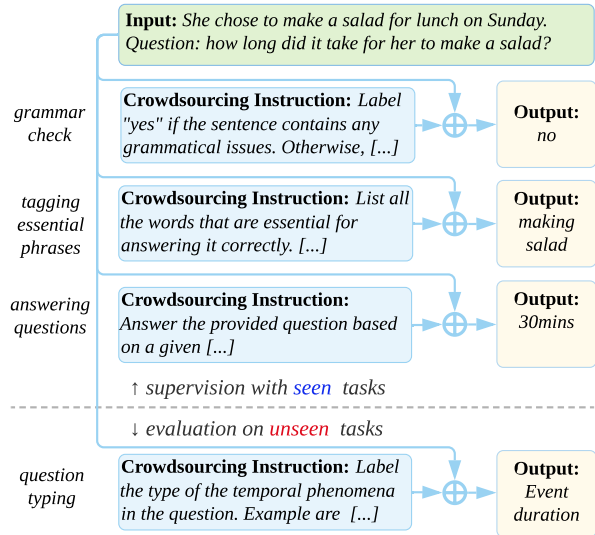 Input: She chose to make a salad for lunch on Sunday.
Question: how long did it take for her to make a salad?
grammar
check
Crowdsourcing Instruction: Label
"yes" if the sentence contains any
grammatical issues. Otherwise, [...]
Output:
no
tagging
essential
phrases
Crowdsourcing Instruction: List all
the words that are essential for
answering it correctly. [...]
Output:
making
salad
answering
questions
Crowdsourcing Instruction:
Answer the provided question based
on a given [...]
Output:
30mins
↑ supervision with seen tasks
↓ evaluation on unseen tasks
question
typing
Crowdsourcing Instruction: Label
the type of the temporal phenomena
in the question. Example are [...]
Output:
Event
duration